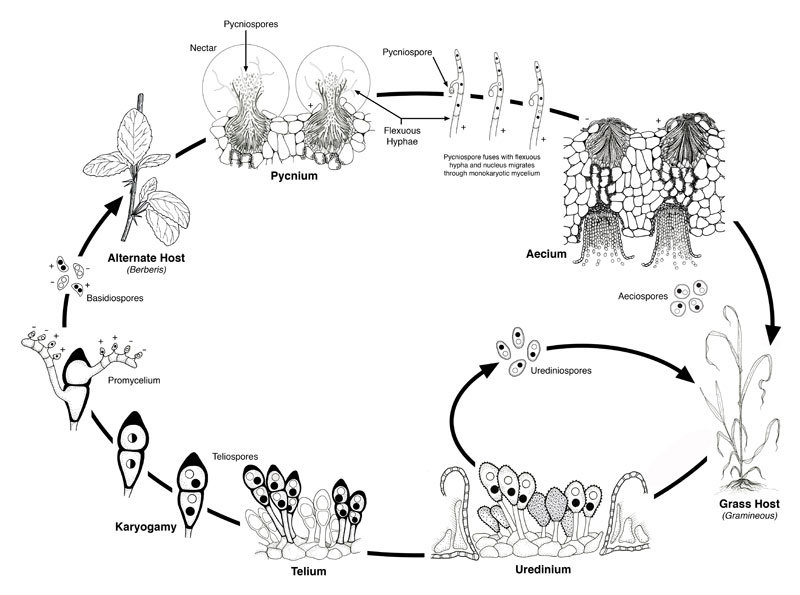 Pycniospores
Nectar
Pycniospore
-
+
-
+
+
+
Flexuous
Hyphae
Pycnium
Pycniospore fuses with flexuous
hypha and nucleus migrates
through monokaryotic mycelium
-
+
Aecium
Alternate Host
(Berberis)
+
-
-
+
Basidiospores
Aeciospores
-
-
+
+
+
+
-
-
Promycelium
Urediniospores
Teliospores
Karyogamy
Grass Host
(Gramineous)
Telium
Uredinium